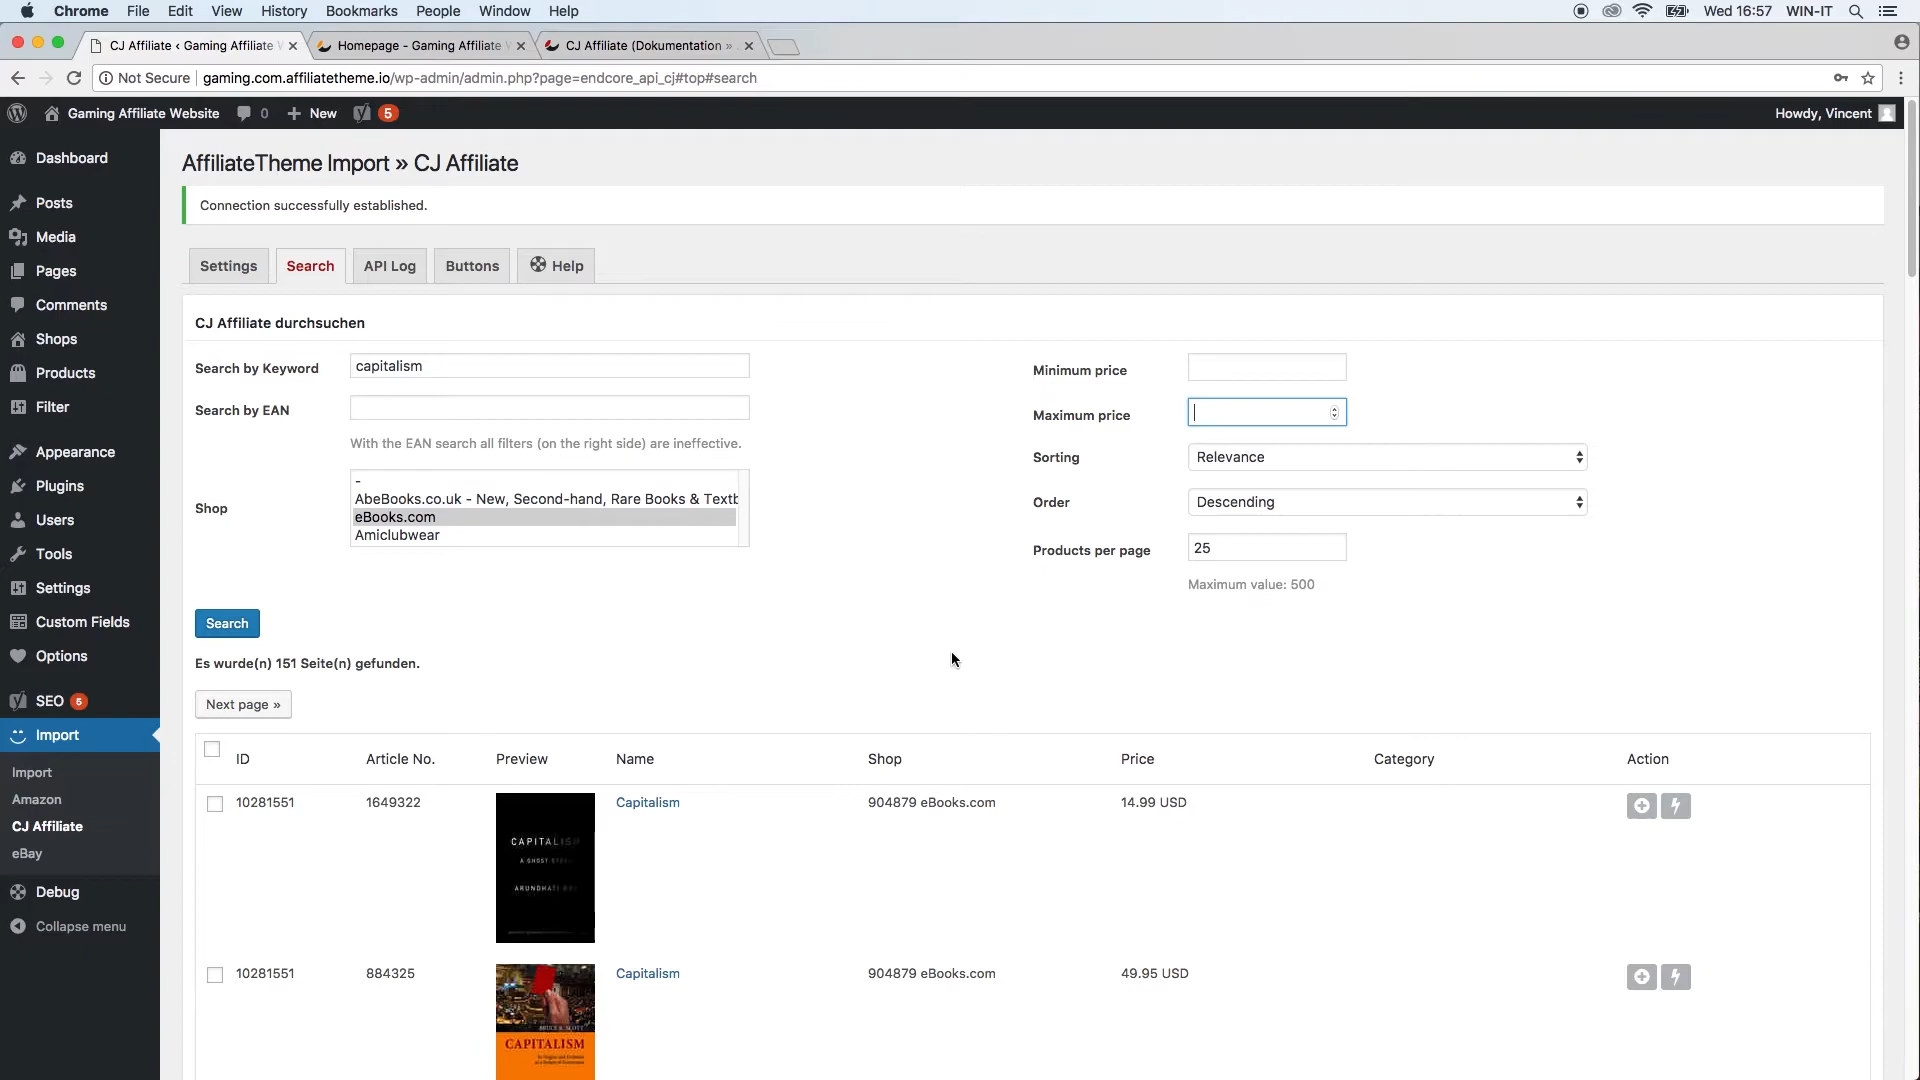 Chrome File Edit View History Bookmarks People Window Help Wed 16:57 WIN-IT
CJ Affiliate ‹ Gaming Affiliate Homepage - Gaming Affiliate CJ Affiliate (Dokumentation »
Not Secure gaming.com.affiliatetheme.io/wp-admin/admin.php?page=endcore_api_cj#top#search
Gaming Affiliate Website 0 New 5 Howdy, Vincent
Dashboard
Posts
Media
Pages
Comments
Shops
Products
Filter
Appearance
Plugins
Users
Tools
Settings
Custom Fields
Options
SEO 5
Import
Import
Amazon
CJ Affiliate
eBay
Debug
Collapse menu
AffiliateTheme Import » CJ Affiliate
Connection successfully established.
Settings Search API Log Buttons Help
CJ Affiliate durchsuchen
Search by Keyword capitalism
Search by EAN
With the EAN search all filters (on the right side) are ineffective.
Shop
-
AbeBooks.co.uk - New, Second-hand, Rare Books & Textb
eBooks.com
Amiclubwear
Minimum price
Maximum price
Sorting Relevance
Order Descending
Products per page 25
Maximum value: 500
Search
Es wurde(n) 151 Seite(n) gefunden.
Next page »
ID Article No. Preview Name Shop Price Category Action
10281551 1649322 Capitalism 904879 eBooks.com 14.99 USD
CAPITALISM
A GHOST STORY
ARUNDHATI
10281551 884325 Capitalism 904879 eBooks.com 49.95 USD
BRUCE R. SCOTT
CAPITALISM